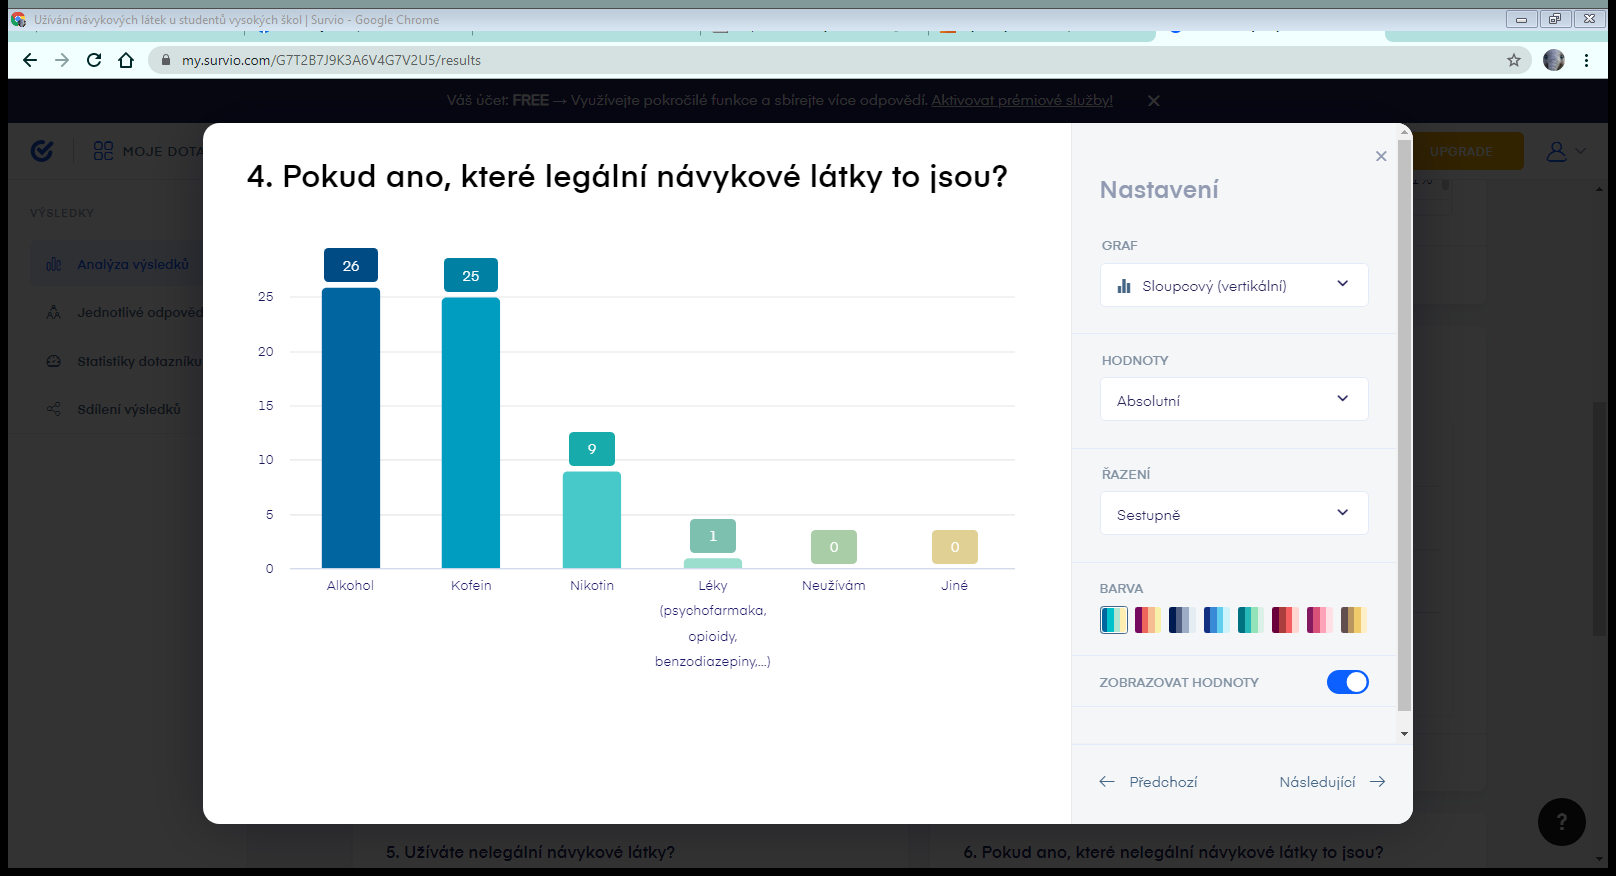 Užívání návykových látek u studentů vysokých škol | Survio - Google Chrome
my.survio.com/G7T2B7J9K3A6V4G7V2U5/results
Váš účet: FREE → Využívejte pokročilé funkce a sbírejte více odpovědí. Aktivovat prémiové služby!
MOJE DOTA
UPGRADE
VÝSLEDKY
Analýza výsledků
Jednotlivé odpověd
Statistiky dotazníku
Sdílení výsledků
4. Pokud ano, které legální návykové látky to jsou?
26
25
9
1
0
0
25
20
15
10
5
0
Alkohol
Kofein
Nikotin
Léky
(psychofarmaka,
opioidy,
benzodiazepiny,...)
Neužívám
Jiné
Nastavení
GRAF
Sloupcový (vertikální)
HODNOTY
Absolutní
ŘAZENÍ
Sestupně
BARVA
ZOBRAZOVAT HODNOTY
Předchozí
Následující
?
5. Užíváte nelegální návykové látky?
6. Pokud ano, které nelegální návykové látky to jsou?